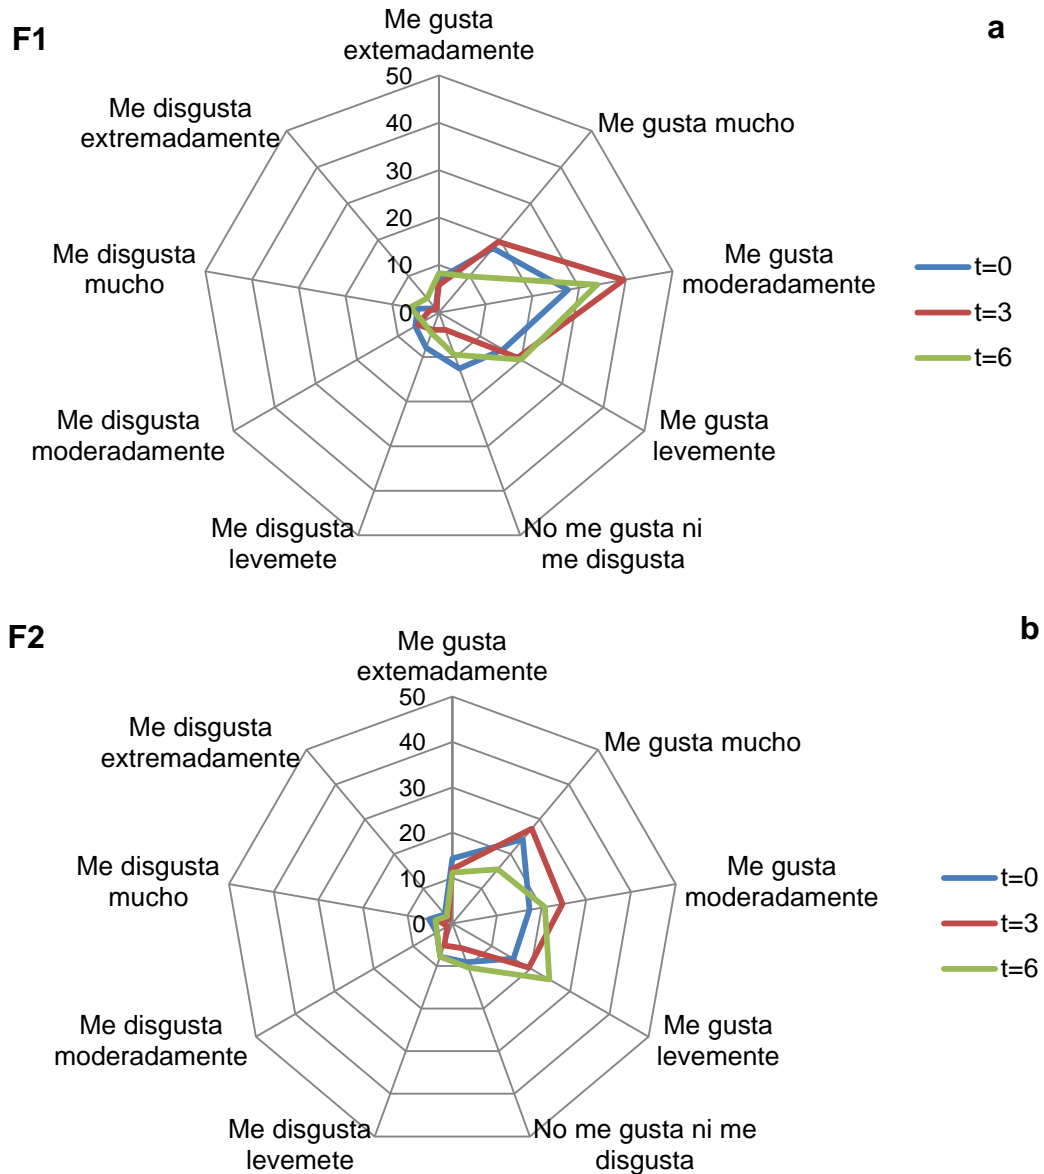 F1
a
Me gusta
extemadamente
Me gusta mucho
Me gusta
moderadamente
Me gusta
levemente
No me gusta ni
me disgusta
Me disgusta
levemete
Me disgusta
moderadamente
Me disgusta
mucho
Me disgusta
extremadamente
50
40
30
20
10
0
t=0
t=3
t=6
F2
b
Me gusta
extemadamente
Me gusta mucho
Me gusta
moderadamente
Me gusta
levemente
No me gusta ni me
disgusta
Me disgusta
levemete
Me disgusta
moderadamente
Me disgusta
mucho
Me disgusta
extremadamente
50
40
30
20
10
0
t=0
t=3
t=6